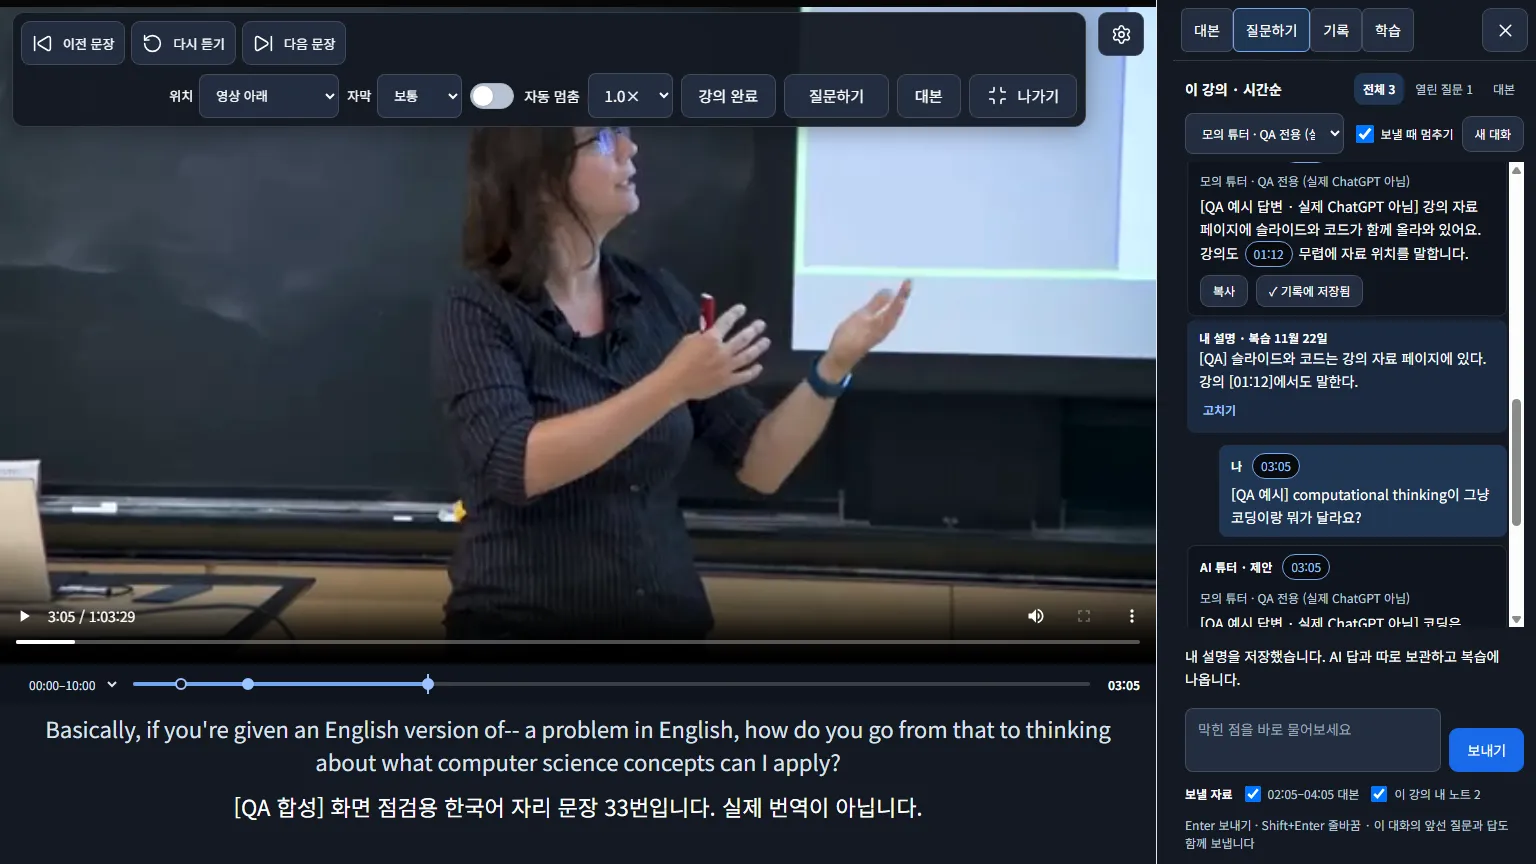 이전 문장
다시 듣기
다음 문장
위치
영상 아래
자막
보통
자동 멈춤
1.0×
강의 완료
질문하기
대본
나가기
3:05 / 1:03:29
00:00–10:00
03:05
Basically, if you're given an English version of-- a problem in English, how do you go from that to thinking
about what computer science concepts can I apply?
[QA 합성] 화면 점검용 한국어 자리 문장 33번입니다. 실제 번역이 아닙니다.
대본
질문하기
기록
학습
이 강의 · 시간순
전체 3
열린 질문 1
대본
모의 튜터 · QA 전용 (실
보낼 때 멈추기
새 대화
모의 튜터 · QA 전용 (실제 ChatGPT 아님)
[QA 예시 답변 · 실제 ChatGPT 아님] 강의 자료
페이지에 슬라이드와 코드가 함께 올라와 있어요.
강의도 01:12 무렵에 자료 위치를 말합니다.
복사
✓ 기록에 저장됨
내 설명 · 복습 11월 22일
[QA] 슬라이드와 코드는 강의 자료 페이지에 있다.
강의 [01:12]에서도 말한다.
고치기
나 03:05
[QA 예시] computational thinking이 그냥
코딩이랑 뭐가 달라요?
AI 튜터 · 제안 03:05
모의 튜터 · QA 전용 (실제 ChatGPT 아님)
[QA 예시 답변 · 실제 ChatGPT 아님] 코딩은
내 설명을 저장했습니다. AI 답과 따로 보관하고 복습에
나옵니다.
막힌 점을 바로 물어보세요
보내기
보낼 자료 02:05–04:05 대본 이 강의 내 노트 2
Enter 보내기 · Shift+Enter 줄바꿈 · 이 대화의 앞선 질문과 답도
함께 보냅니다